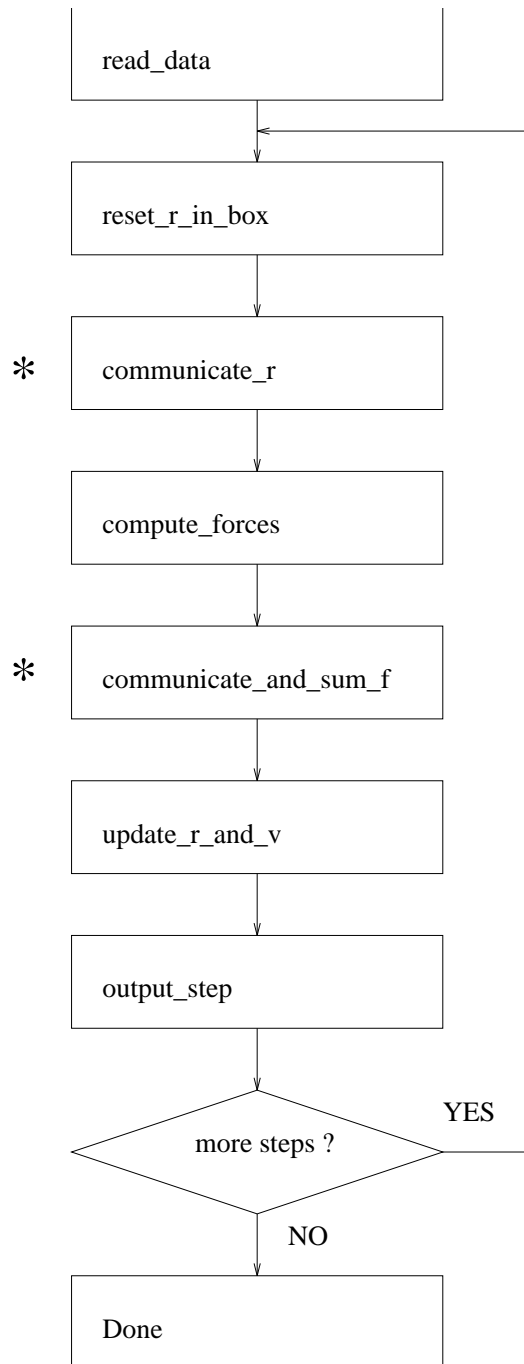 read_data
reset_r_in_box
* communicate_r
compute_forces
* communicate_and_sum_f
update_r_and_v
output_step
YES
more steps ?
NO
Done